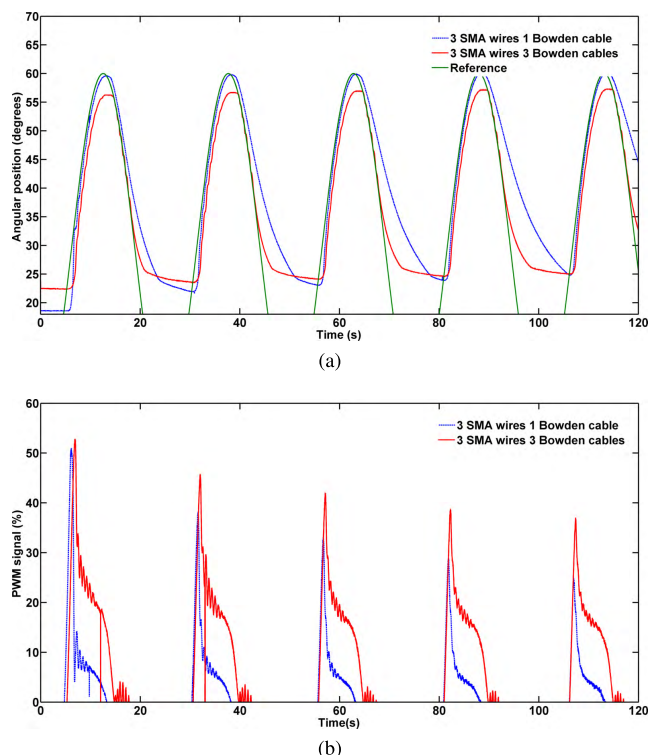 3 SMA wires 1 Bowden cable
3 SMA wires 3 Bowden cables
Reference
Angular position (degrees)
70
65
60
55
50
45
40
35
30
25
20
0 20 40 60 80 100 120
Time (s)
(a)
3 SMA wires 1 Bowden cable
3 SMA wires 3 Bowden cables
PWM signal (%)
60
50
40
30
20
10
0
0 20 40 60 80 100 120
Time(s)
(b)